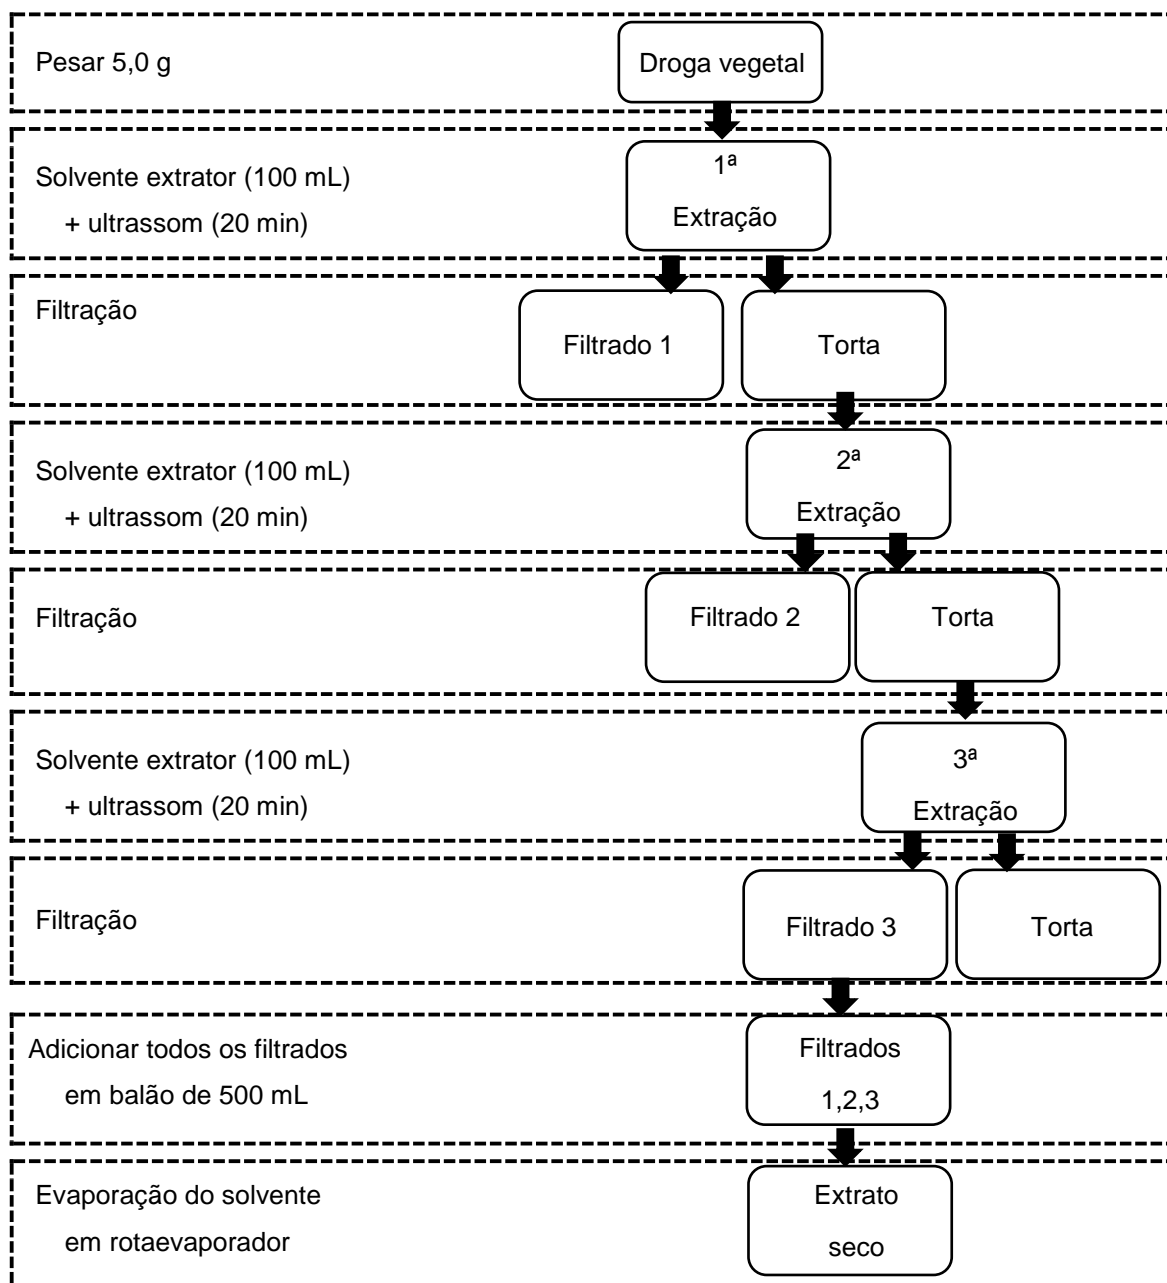 Pesar 5,0 g
Droga vegetal
Solvente extrator (100 mL)
+ ultrassom (20 min)
1ª
Extração
Filtração
Filtrado 1
Torta
Solvente extrator (100 mL)
+ ultrassom (20 min)
2ª
Extração
Filtração
Filtrado 2
Torta
Solvente extrator (100 mL)
+ ultrassom (20 min)
3ª
Extração
Filtração
Filtrado 3
Torta
Adicionar todos os filtrados
em balão de 500 mL
Filtrados
1,2,3
Evaporação do solvente
em rotaevaporador
Extrato
seco